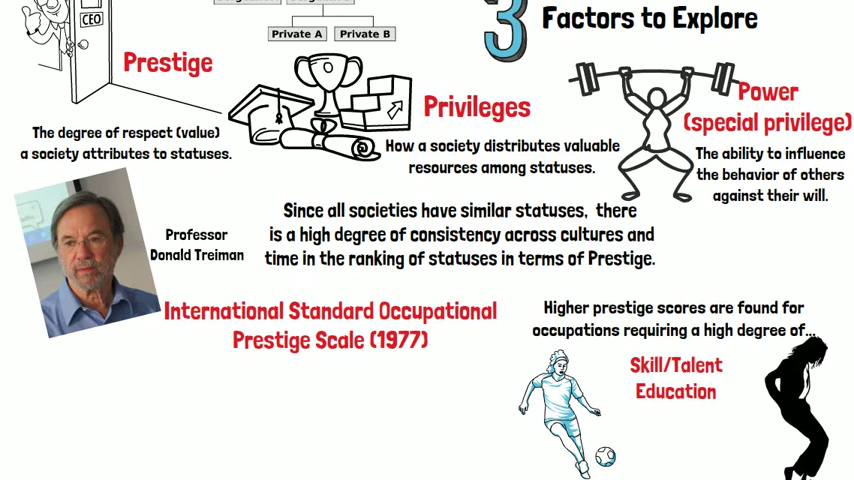 CEO
Private A
Private B
3
Factors to Explore
Prestige
The degree of respect (value)
a society attributes to statuses.
Privileges
How a society distributes valuable
resources among statuses.
Power
(special privilege)
The ability to influence
the behavior of others
against their will.
Professor
Donald Treiman
Since all societies have similar statuses, there
is a high degree of consistency across cultures and
time in the ranking of statuses in terms of Prestige.
International Standard Occupational
Prestige Scale (1977)
Higher prestige scores are found for
occupations requiring a high degree of...
Skill/Talent
Education